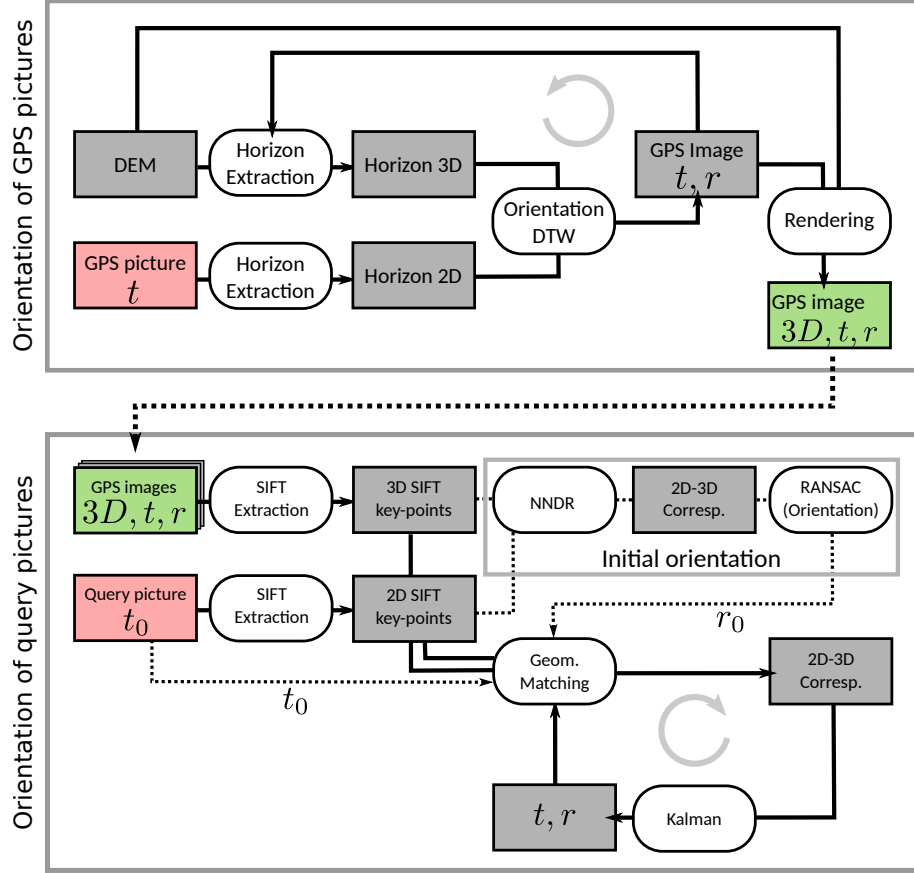 Orientation of GPS pictures
DEM
Horizon
Extraction
Horizon 3D
GPS Image
t, r
Orientation
DTW
Rendering
GPS picture
t
Horizon
Extraction
Horizon 2D
GPS image
3D, t, r
Orientation of query pictures
GPS images
3D, t, r
SIFT
Extraction
3D SIFT
key-points
NNDR
2D-3D
Corresp.
RANSAC
(Orientation)
Initial orientation
Query picture
t₀
SIFT
Extraction
2D SIFT
key-points
r₀
t₀
Geom.
Matching
2D-3D
Corresp.
t, r
Kalman